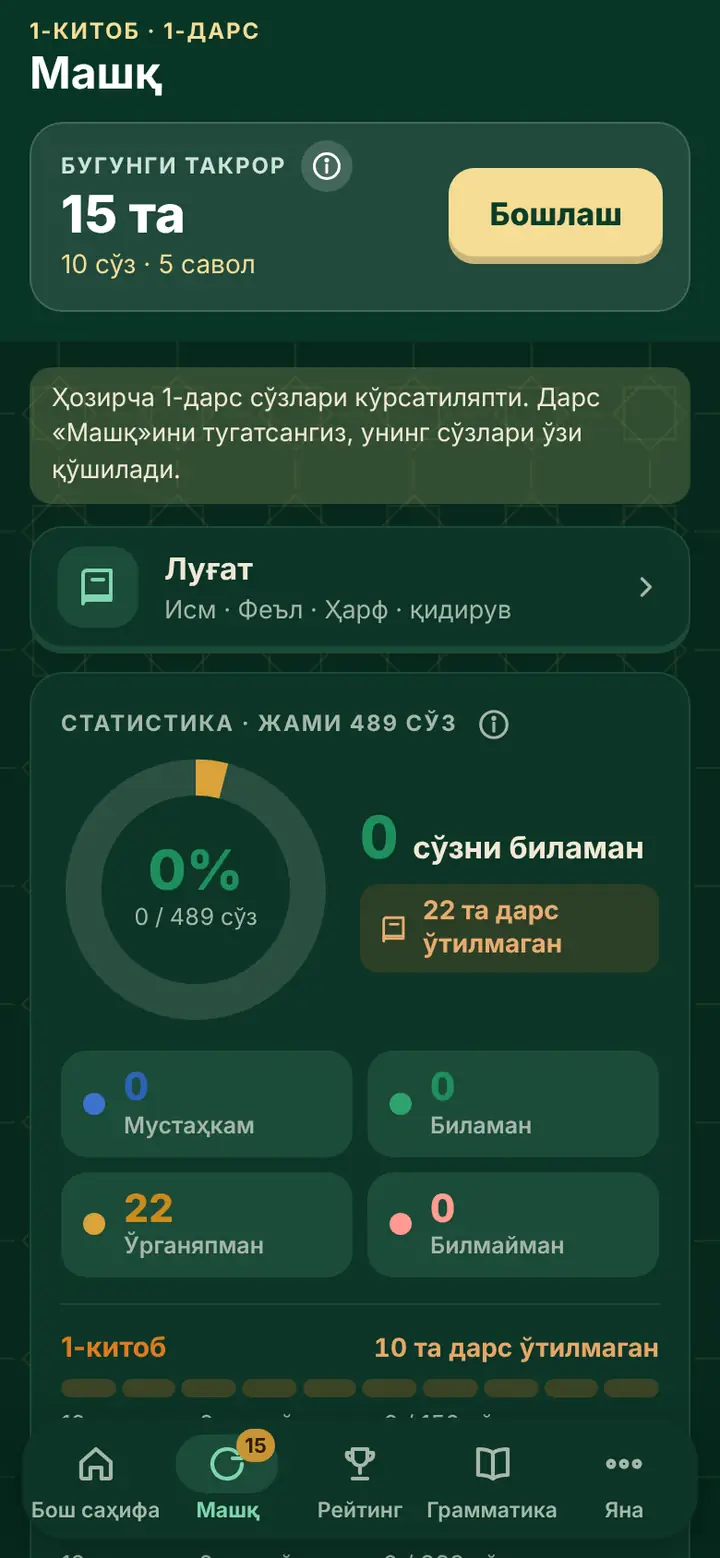 1-КИТОБ · 1-ДАРС
Машқ
БУГУНГИ ТАКРОР
15 та
10 сўз · 5 савол
Бошлаш
Ҳозирча 1-дарс сўзлари кўрсатиляпти. Дарс
«Машқ»ини тугатсангиз, унинг сўзлари ўзи
қўшилади.
Луғат
Исм · Феъл · Ҳарф · қидирув
СТАТИСТИКА · ЖАМИ 489 СЎЗ
0%
0 / 489 сўз
0 сўзни биламан
22 та дарс
ўтилмаган
0
Мустаҳкам
0
Биламан
22
Ўрганяпман
0
Билмайман
1-китоб
10 та дарс ўтилмаган
15
Бош саҳифа
Машқ
Рейтинг
Грамматика
Яна